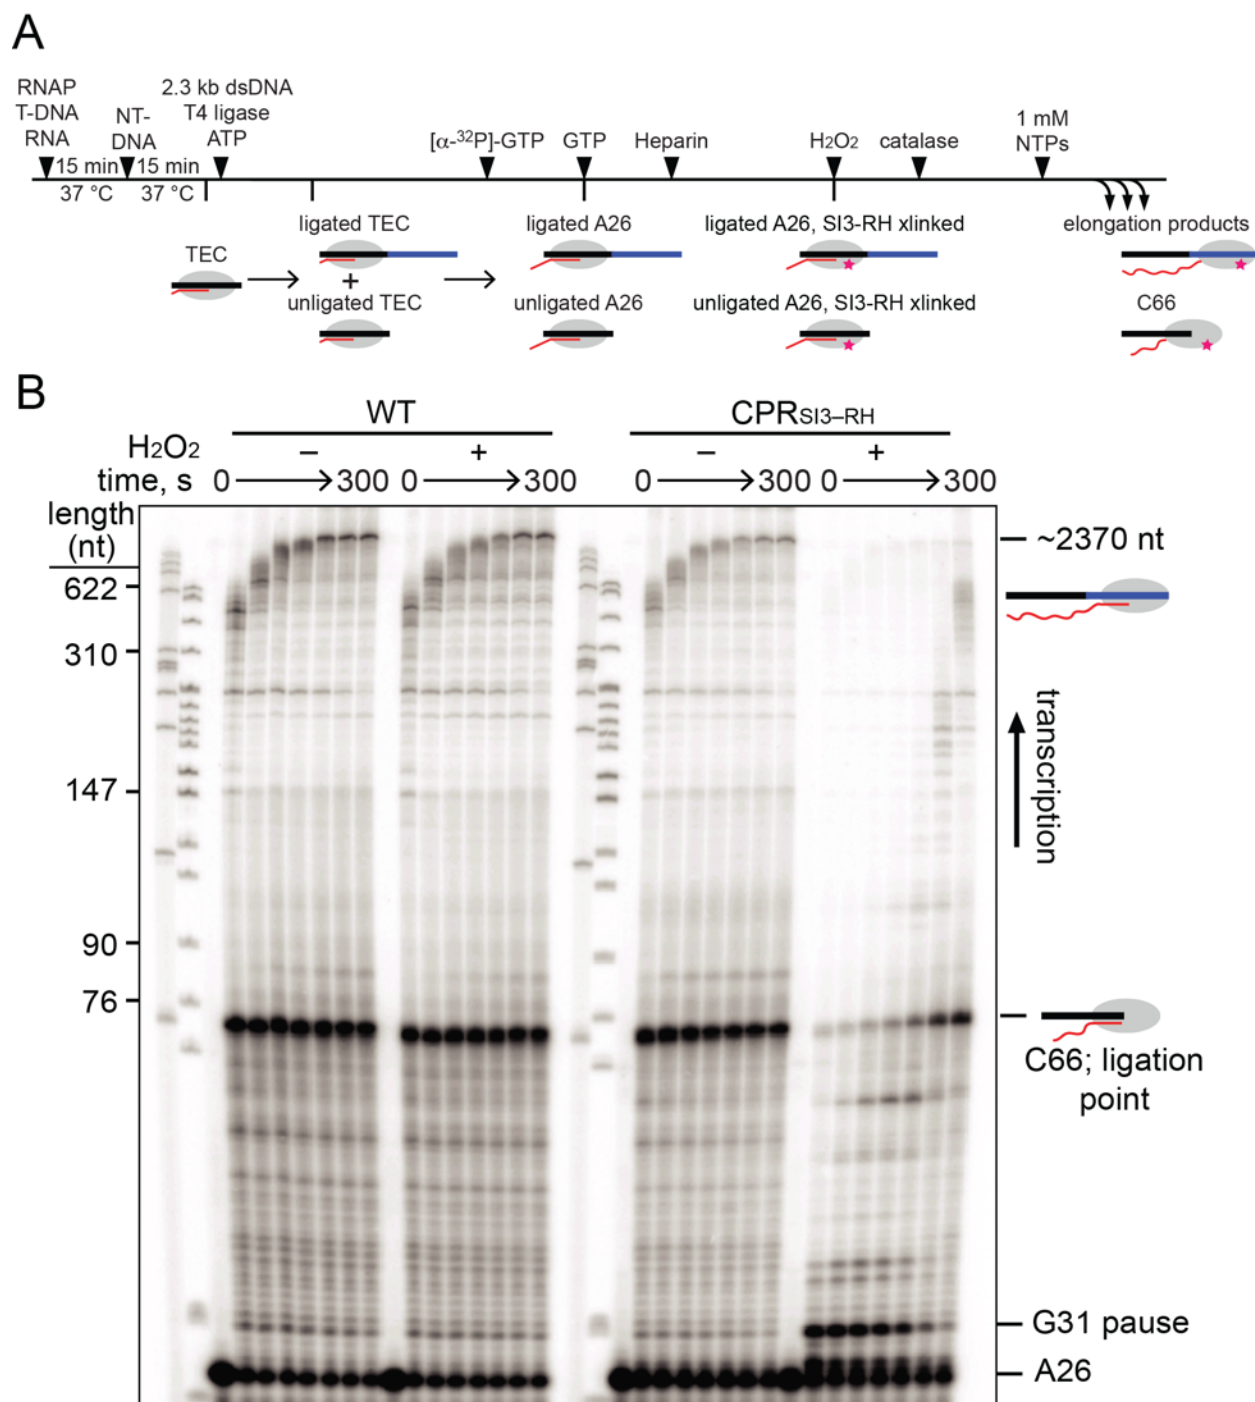 A
RNAP
T-DNA
RNA
NT-
DNA
2.3 kb dsDNA
T4 ligase
ATP
[α-³²P]-GTP
GTP
Heparin
H₂O₂
catalase
1 mM
NTPs
15 min
15 min
37 °C
37 °C
TEC
ligated TEC
+
unligated TEC
ligated A26
unligated A26
ligated A26, SI3-RH xlinked
unligated A26, SI3-RH xlinked
elongation products
C66
B
WT
CPRSI3–RH
H2O2
–
+
–
+
time, s
0
300
0
300
0
300
0
300
length
(nt)
622
310
147
90
76
~2370 nt
transcription
C66; ligation
point
G31 pause
A26